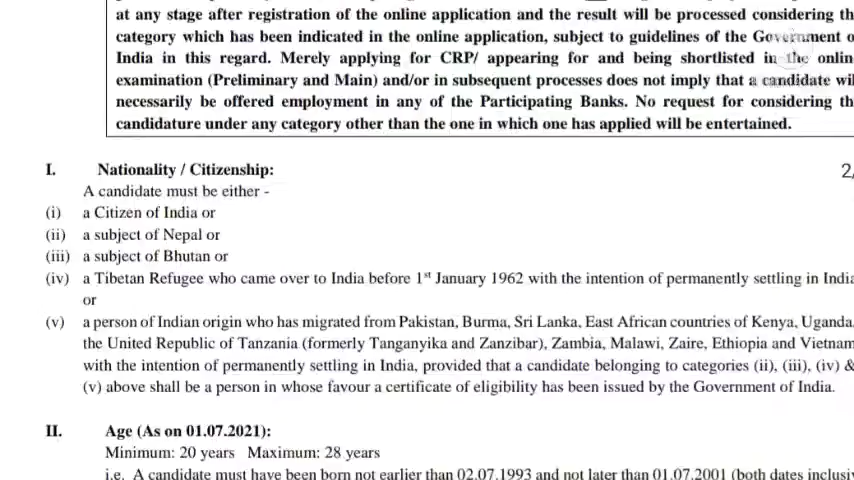 at any stage after registration of the online application and the result will be processed considering th
category which has been indicated in the online application, subject to guidelines of the Government o
India in this regard. Merely applying for CRP/ appearing for and being shortlisted in the onlin
examination (Preliminary and Main) and/or in subsequent processes does not imply that a candidate wil
necessarily be offered employment in any of the Participating Banks. No request for considering th
candidature under any category other than the one in which one has applied will be entertained.
I. Nationality / Citizenship:
2/
A candidate must be either -
(i) a Citizen of India or
(ii) a subject of Nepal or
(iii) a subject of Bhutan or
(iv) a Tibetan Refugee who came over to India before 1st January 1962 with the intention of permanently settling in India
or
(v) a person of Indian origin who has migrated from Pakistan, Burma, Sri Lanka, East African countries of Kenya, Uganda,
the United Republic of Tanzania (formerly Tanganyika and Zanzibar), Zambia, Malawi, Zaire, Ethiopia and Vietnam
with the intention of permanently settling in India, provided that a candidate belonging to categories (ii), (iii), (iv) &
(v) above shall be a person in whose favour a certificate of eligibility has been issued by the Government of India.
II. Age (As on 01.07.2021):
Minimum: 20 years Maximum: 28 years
i.e. A candidate must have been born not earlier than 02.07.1993 and not later than 01.07.2001 (both dates inclusiv